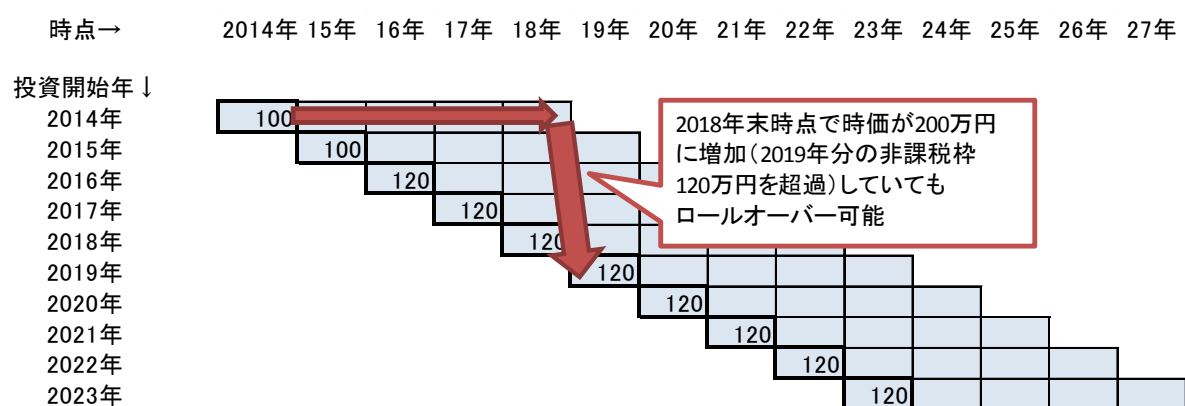 時点→ 2014年 15年 16年 17年 18年 19年 20年 21年 22年 23年 24年 25年 26年 27年
投資開始年↓
2014年 100
2015年 100
2016年 120
2017年 120
2018年 120
2019年 120
2020年 120
2021年 120
2022年 120
2023年 120
2018年末時点で時価が200万円
に増加(2019年分の非課税枠
120万円を超過)していても
ロールオーバー可能